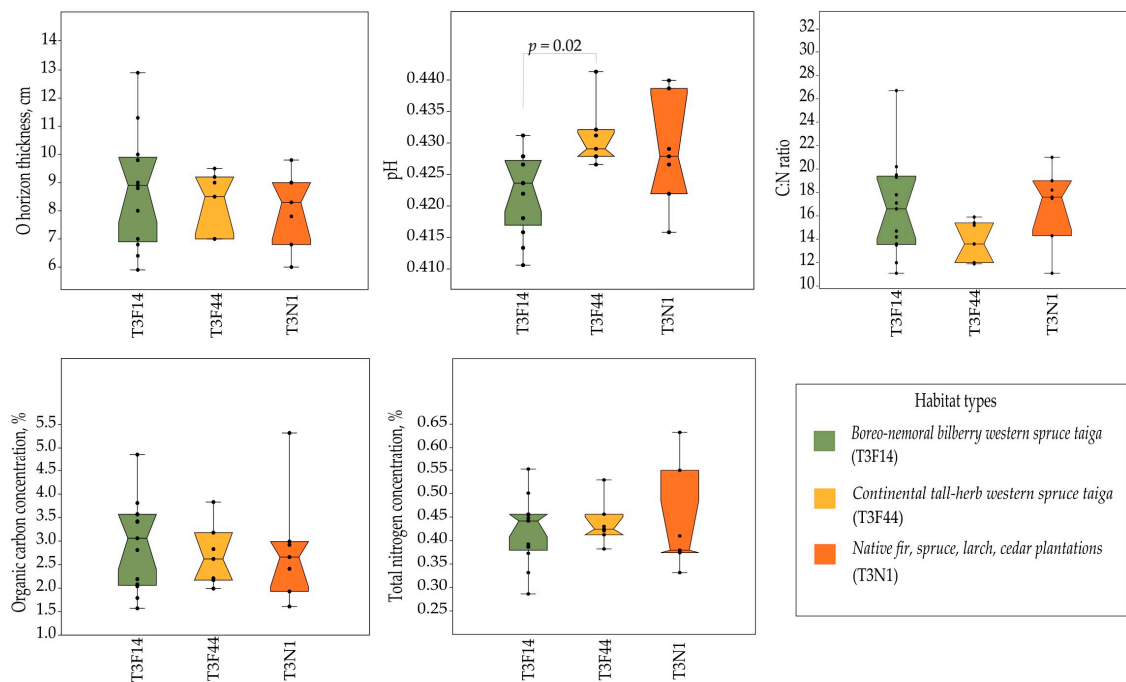 O horizon thickness, cm
14
13
12
11
10
9
8
7
6
T3F14
T3F44
T3N1
pH
p = 0.02
0.440
0.435
0.430
0.425
0.420
0.415
0.410
T3F14
T3F44
T3N1
C:N ratio
32
30
28
26
24
22
20
18
16
14
12
10
T3F14
T3F44
T3N1
Organic carbon concentration, %
5.5
5.0
4.5
4.0
3.5
3.0
2.5
2.0
1.5
1.0
T3F14
T3F44
T3N1
Total nitrogen concentration, %
0.65
0.60
0.55
0.50
0.45
0.40
0.35
0.30
0.25
T3F14
T3F44
T3N1
Habitat types
Boreo-nemoral bilberry western spruce taiga
(T3F14)
Continental tall-herb western spruce taiga
(T3F44)
Native fir, spruce, larch, cedar plantations
(T3N1)